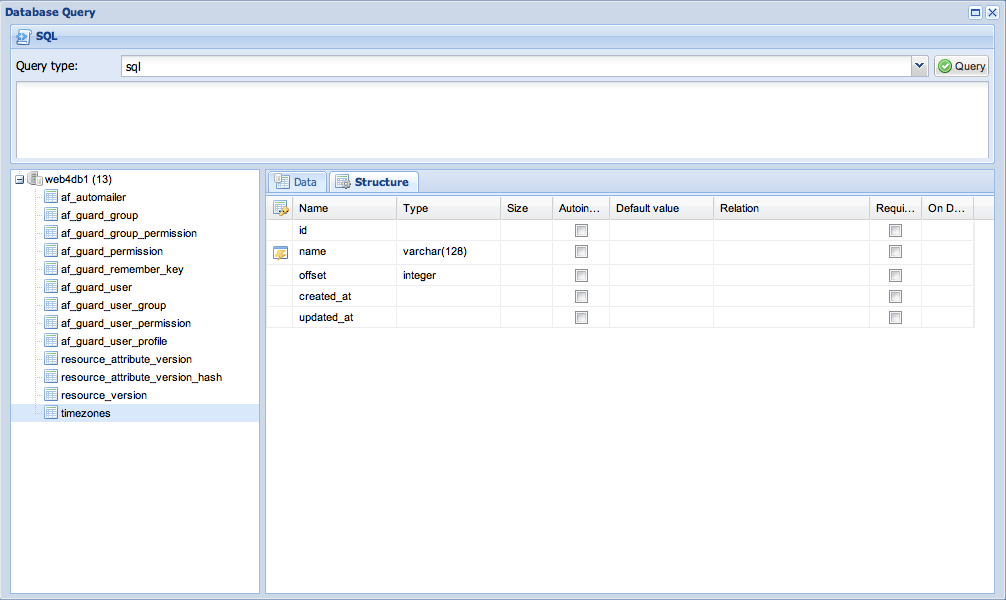 Database Query
SQL
Query type: sql Query
web4db1 (13)
af_automailer
af_guard_group
af_guard_group_permission
af_guard_permission
af_guard_remember_key
af_guard_user
af_guard_user_group
af_guard_user_permission
af_guard_user_profile
resource_attribute_version
resource_attribute_version_hash
resource_version
timezones
Data Structure
Name Type Size Autoin... Default value Relation Requi... On D...
id
name varchar(128)
offset integer
created_at
updated_at